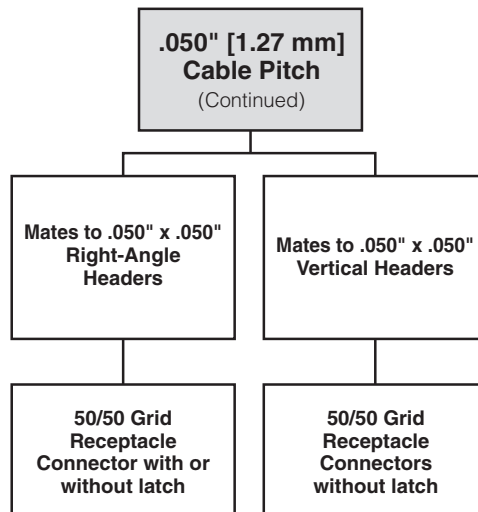 .050" [1.27 mm]
Cable Pitch
(Continued)
Mates to .050" x .050"
Right-Angle
Headers
Mates to .050" x .050"
Vertical Headers
50/50 Grid
Receptacle
Connector with or
without latch
50/50 Grid
Receptacle
Connectors
without latch